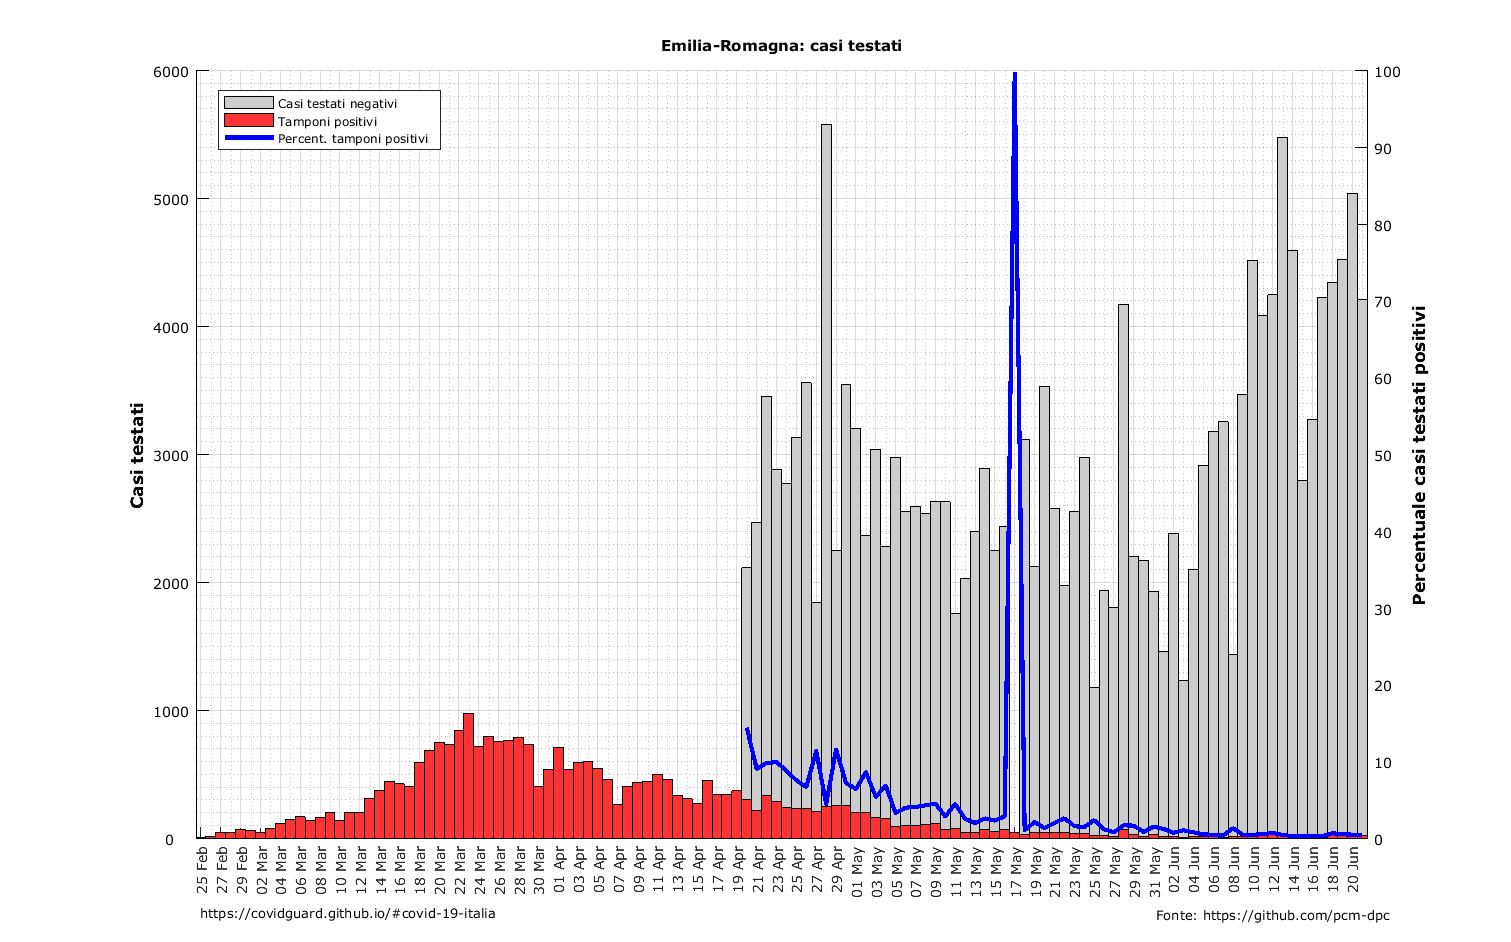 Emilia-Romagna: casi testati
Casi testati negativi
Tamponi positivi
Percent. tamponi positivi
Casi testati
6000
5000
4000
3000
2000
1000
0
100
90
80
70
60
50
40
30
20
10
0
Percentuale casi testati positivi
25 Feb
27 Feb
29 Feb
02 Mar
04 Mar
06 Mar
08 Mar
10 Mar
12 Mar
14 Mar
16 Mar
18 Mar
20 Mar
22 Mar
24 Mar
26 Mar
28 Mar
30 Mar
01 Apr
03 Apr
05 Apr
07 Apr
09 Apr
11 Apr
13 Apr
15 Apr
17 Apr
19 Apr
21 Apr
23 Apr
25 Apr
27 Apr
29 Apr
01 May
03 May
05 May
07 May
09 May
11 May
13 May
15 May
17 May
19 May
21 May
23 May
25 May
27 May
29 May
31 May
02 Jun
04 Jun
06 Jun
08 Jun
10 Jun
12 Jun
14 Jun
16 Jun
18 Jun
20 Jun
https://covidguard.github.io/#covid-19-italia
Fonte: https://github.com/pcm-dpc